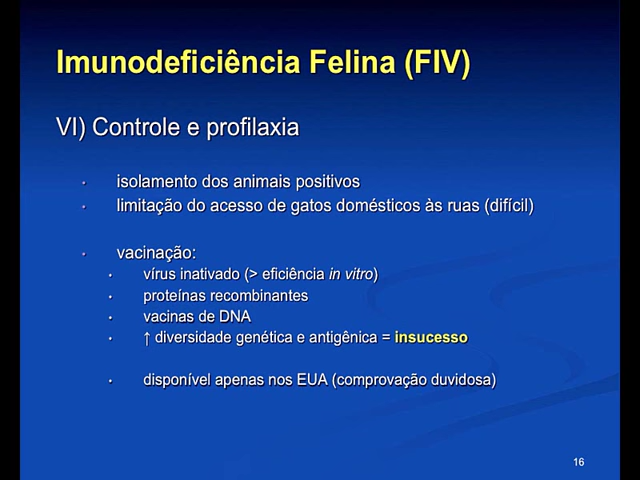 Imunodeficiência Felina (FIV)
VI) Controle e profilaxia
• isolamento dos animais positivos
• limitação do acesso de gatos domésticos às ruas (difícil)
• vacinação:
• vírus inativado (> eficiência in vitro)
• proteínas recombinantes
• vacinas de DNA
• ↑ diversidade genética e antigênica = insucesso
• disponível apenas nos EUA (comprovação duvidosa)
16